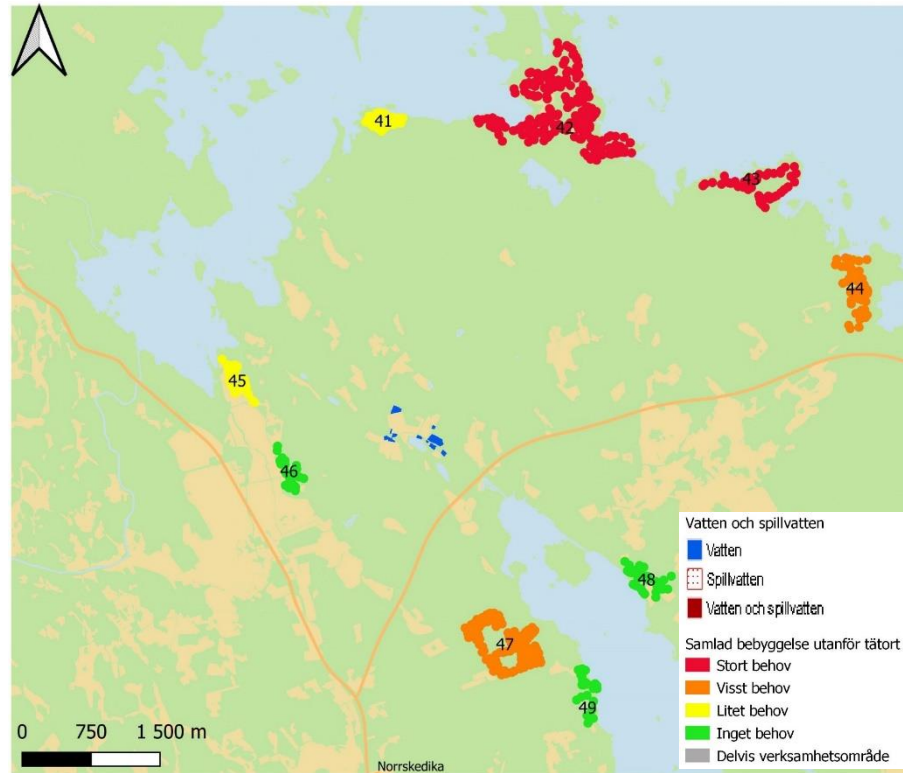 41
42
43
44
45
46
47
48
49
0 750 1 500 m
Norrskedika
Vatten och spillvatten
Vatten
Spillvatten
Vatten och spillvatten
Samlad bebyggelse utanför tätort
Stort behov
Visst behov
Litet behov
Inget behov
Delvis verksamhetsområde